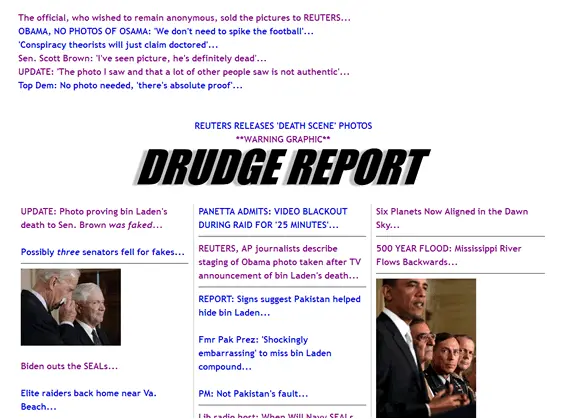 The official, who wished to remain anonymous, sold the pictures to REUTERS...
OBAMA, NO PHOTOS OF OSAMA: 'We don't need to spike the football'...
'Conspiracy theorists will just claim doctored'...
Sen. Scott Brown: 'I've seen picture, he's definitely dead'...
UPDATE: 'The photo I saw and that a lot of other people saw is not authentic'...
Top Dem: No photo needed, 'there's absolute proof'...
REUTERS RELEASES 'DEATH SCENE' PHOTOS
**WARNING GRAPHIC**
DRUDGE REPORT
UPDATE: Photo proving bin Laden's
death to Sen. Brown was faked...
Possibly three senators fell for fakes...
Biden outs the SEALs...
Elite raiders back home near Va.
Beach...
PANETTA ADMITS: VIDEO BLACKOUT
DURING RAID FOR '25 MINUTES'...
REUTERS, AP journalists describe
staging of Obama photo taken after TV
announcement of bin Laden's death...
REPORT: Signs suggest Pakistan helped
hide bin Laden...
Fmr Pak Prez: 'Shockingly
embarrassing' to miss bin Laden
compound...
PM: Not Pakistan's fault...
Lib radio host: When Will Navy SEALs
Six Planets Now Aligned in the Dawn
Sky...
500 YEAR FLOOD: Mississippi River
Flows Backwards...